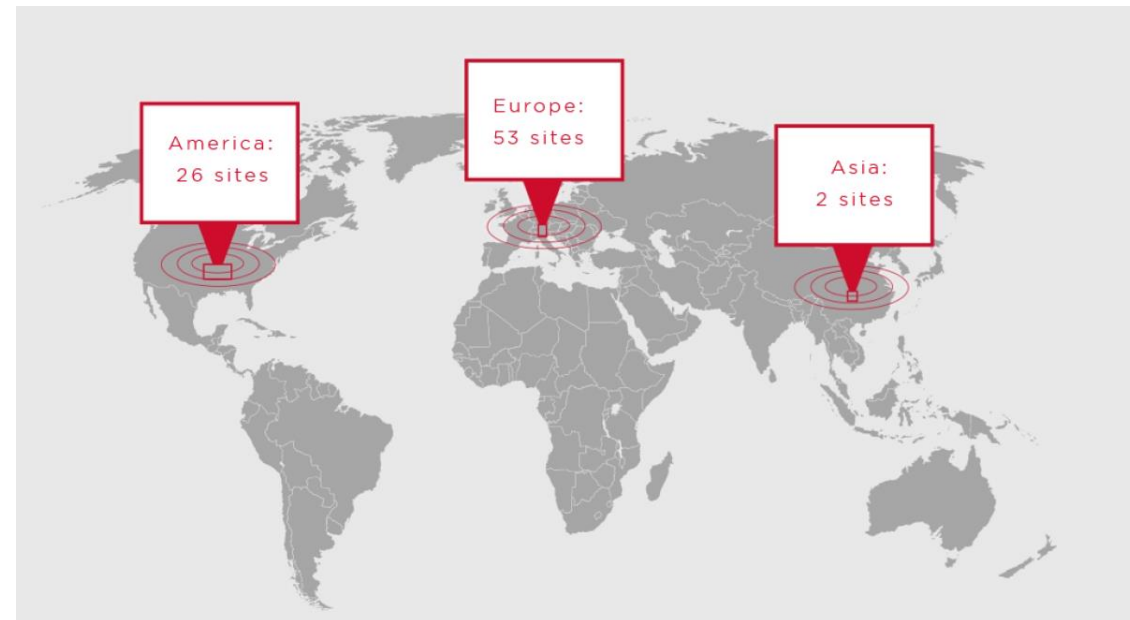 America:
26 sites
Europe:
53 sites
Asia:
2 sites